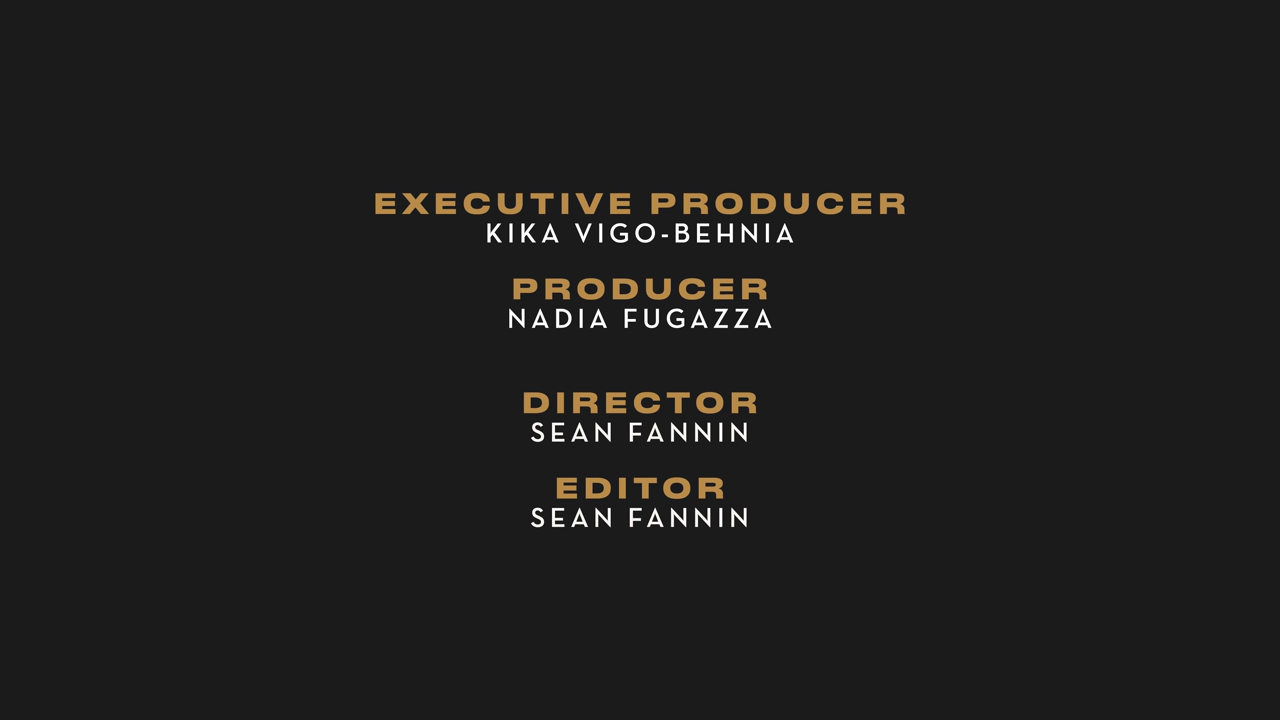 EXECUTIVE PRODUCER
KIKA VIGO-BEHNIA
PRODUCER
NADIA FUGAZZA
DIRECTOR
SEAN FANNIN
EDITOR
SEAN FANNIN